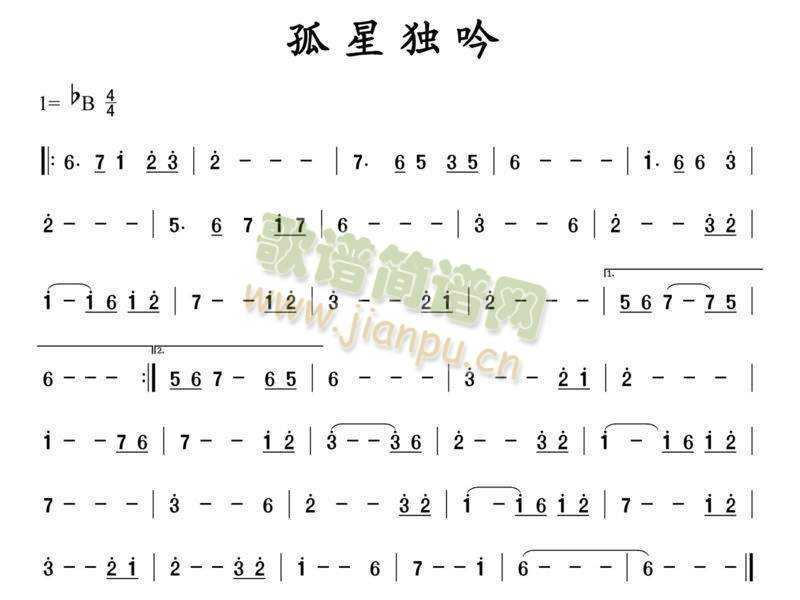 孤星独吟
1= ♭B 4/4
‖: 6. 7 i̇ 2̇ 3̇ | 2̇ - - - | 7. 6 5 3 5 | 6 - - - | i̇. 6 6 3̇ |
2̇ - - - | 5. 6 7 i̇ 7 | 6 - - - | 3̇ - - 6 | 2̇ - - 3̇ 2̇ |
i̇ - i̇ 6 i̇ 2̇ | 7 - - i̇ 2̇ | 3̇ - - 2̇ i̇ | 2̇ - - - | 1. 5 6 7 - 7 5 |
6 - - - :‖ 2. 5 6 7 - 6 5 | 6 - - - | 3̇ - - 2̇ i̇ | 2̇ - - - |
i̇ - - 7 6 | 7 - - i̇ 2̇ | 3̇ - - 3̇ 6 | 2̇ - - 3̇ 2̇ | i̇ - i̇ 6 i̇ 2̇ |
7 - - - | 3̇ - - 6 | 2̇ - - 3̇ 2̇ | i̇ - i̇ 6 i̇ 2̇ | 7 - - i̇ 2̇ |
3̇ - - 2̇ i̇ | 2̇ - - 3̇ 2̇ | i̇ - - 6 | 7 - - i̇ | 6 - - - | 6 - - - ‖
歌谱简谱网
www.jianpu.cn